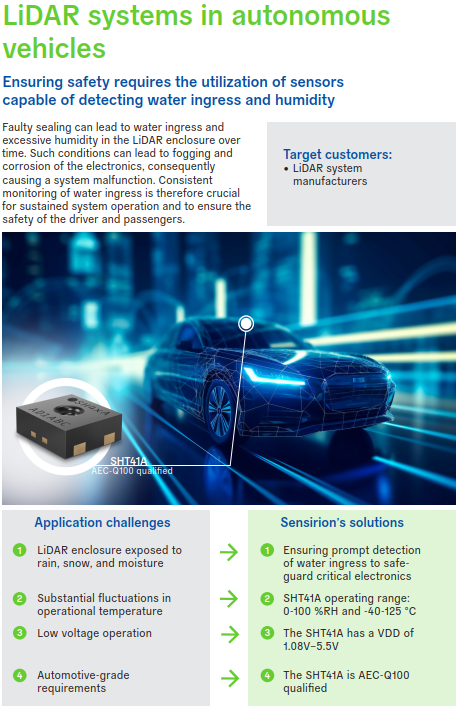 LiDAR systems in autonomous
vehicles
Ensuring safety requires the utilization of sensors
capable of detecting water ingress and humidity
Faulty sealing can lead to water ingress and
excessive humidity in the LiDAR enclosure over
time. Such conditions can lead to fogging and
corrosion of the electronics, consequently
causing a system malfunction. Consistent
monitoring of water ingress is therefore crucial
for sustained system operation and to ensure the
safety of the driver and passengers.
Target customers:
• LiDAR system
manufacturers
SHT41A
AEC-Q100 qualified
Application challenges
1 LiDAR enclosure exposed to
rain, snow, and moisture
2 Substantial fluctuations in
operational temperature
3 Low voltage operation
4 Automotive-grade
requirements
Sensirion's solutions
1 Ensuring prompt detection
of water ingress to safe-
guard critical electronics
2 SHT41A operating range:
0-100 %RH and -40-125 °C
3 The SHT41A has a VDD of
1.08V–5.5V
4 The SHT41A is AEC-Q100
qualified